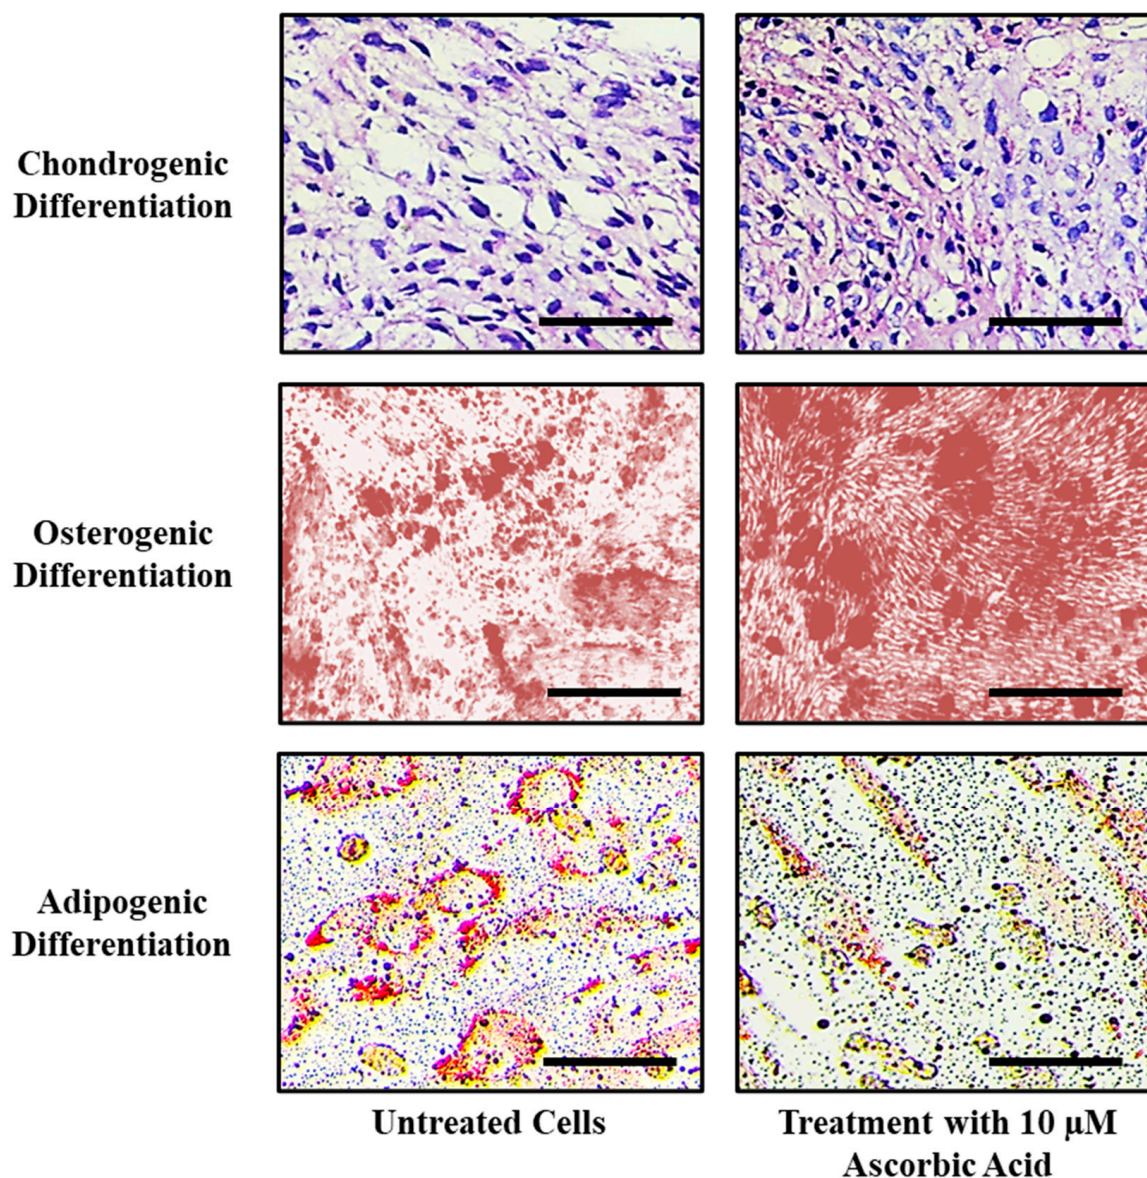 Chondrogenic
Differentiation
Osterogenic
Differentiation
Adipogenic
Differentiation
Untreated Cells
Treatment with 10 µM
Ascorbic Acid